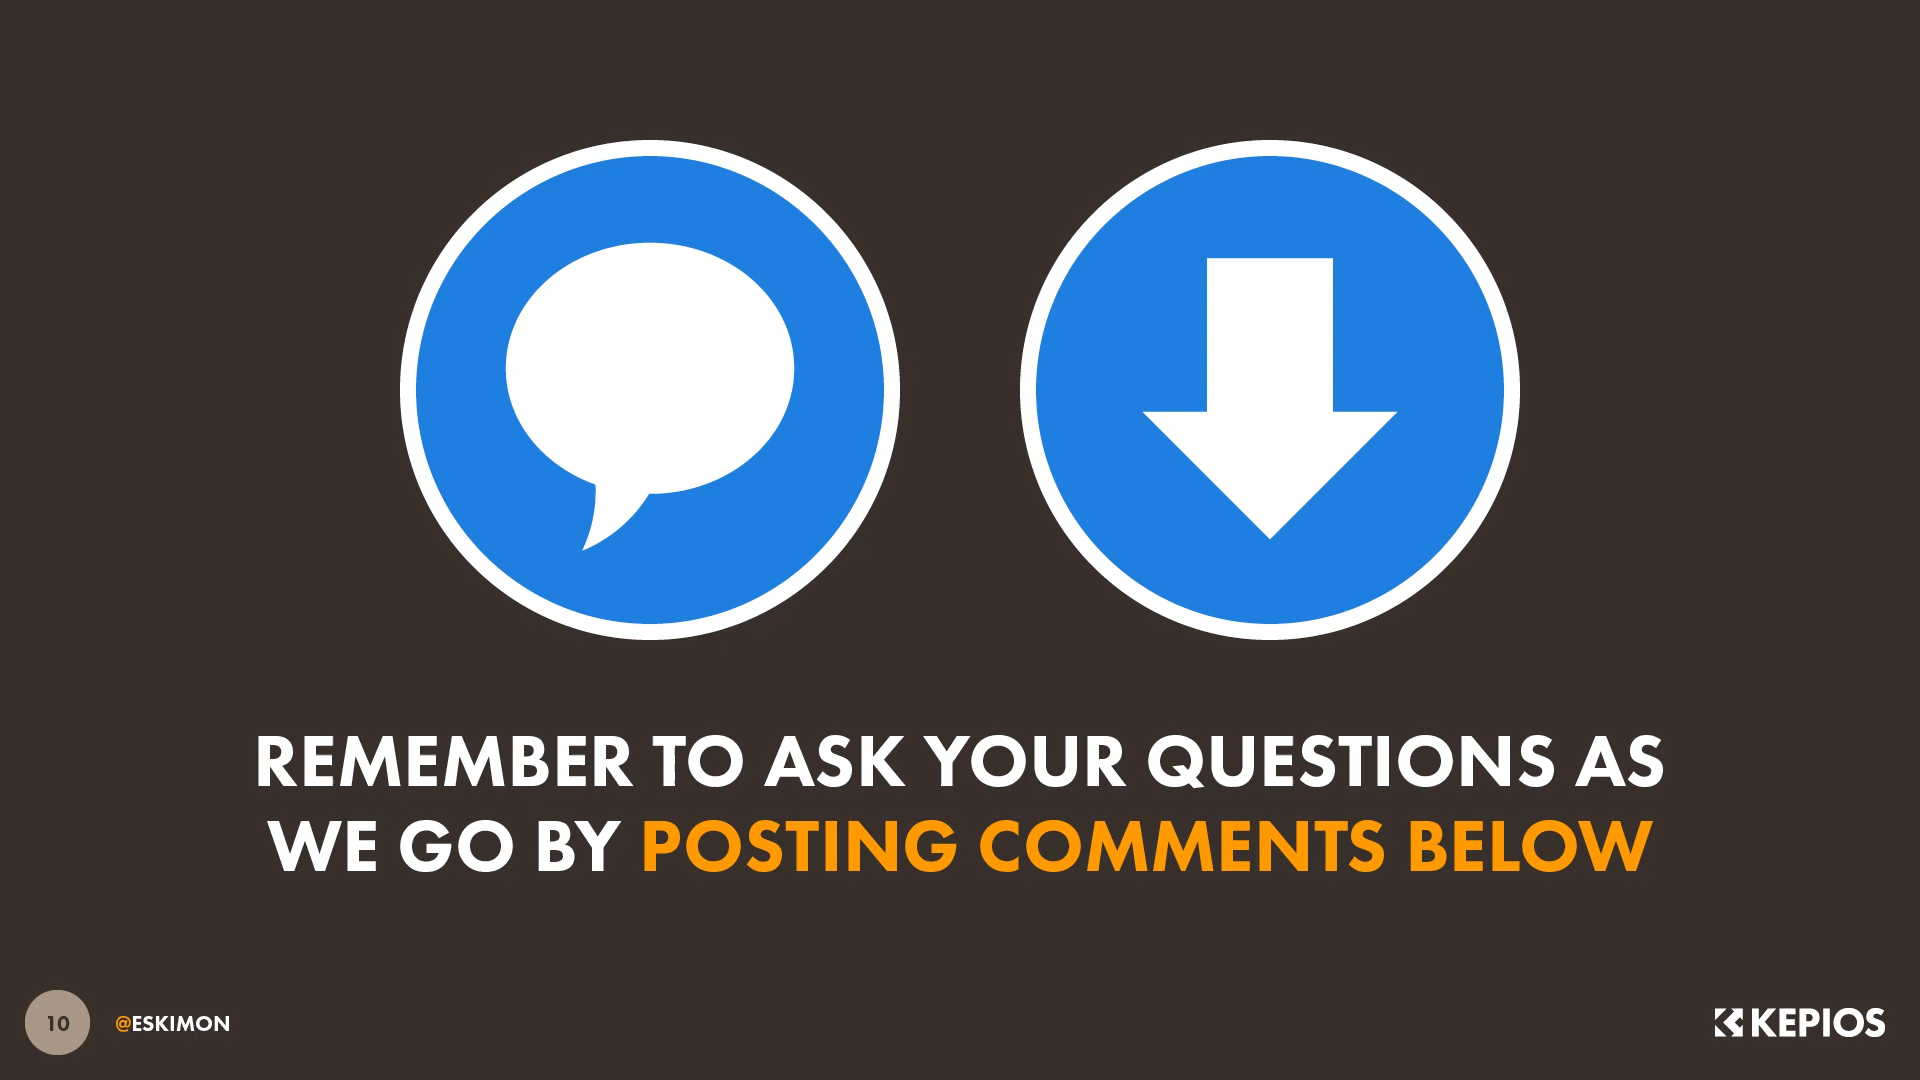 REMEMBER TO ASK YOUR QUESTIONS AS
WE GO BY POSTING COMMENTS BELOW
10
@ESKIMON
KEPIOS